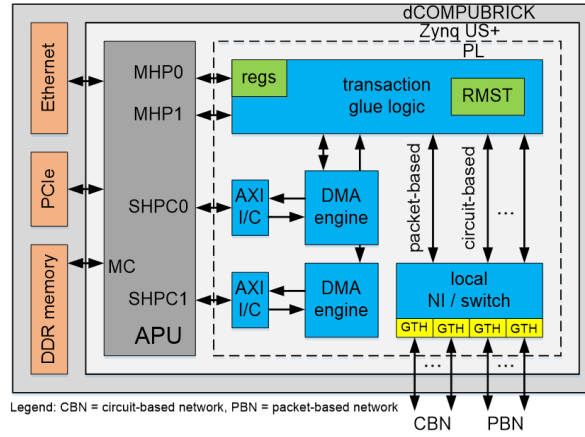 dCOMPUBRICK
Zynq US+
PL
Ethernet
PCIe
DDR memory
MHP0
MHP1
SHPC0
MC
SHPC1
APU
regs
transaction
glue logic
RMST
AXI
I/C
DMA
engine
AXI
I/C
DMA
engine
packet-based
circuit-based
...
local
NI / switch
GTH
GTH
GTH
GTH
...
...
CBN
PBN
Legend: CBN = circuit-based network, PBN = packet-based network